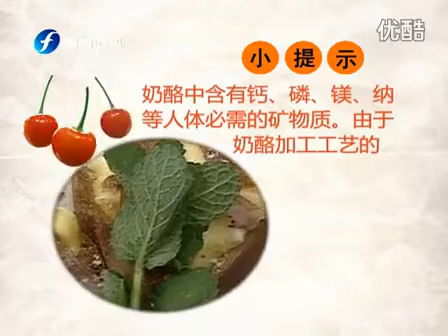 优酷
小提示
奶酪中含有钙、磷、镁、纳
等人体必需的矿物质。由于
奶酪加工工艺的